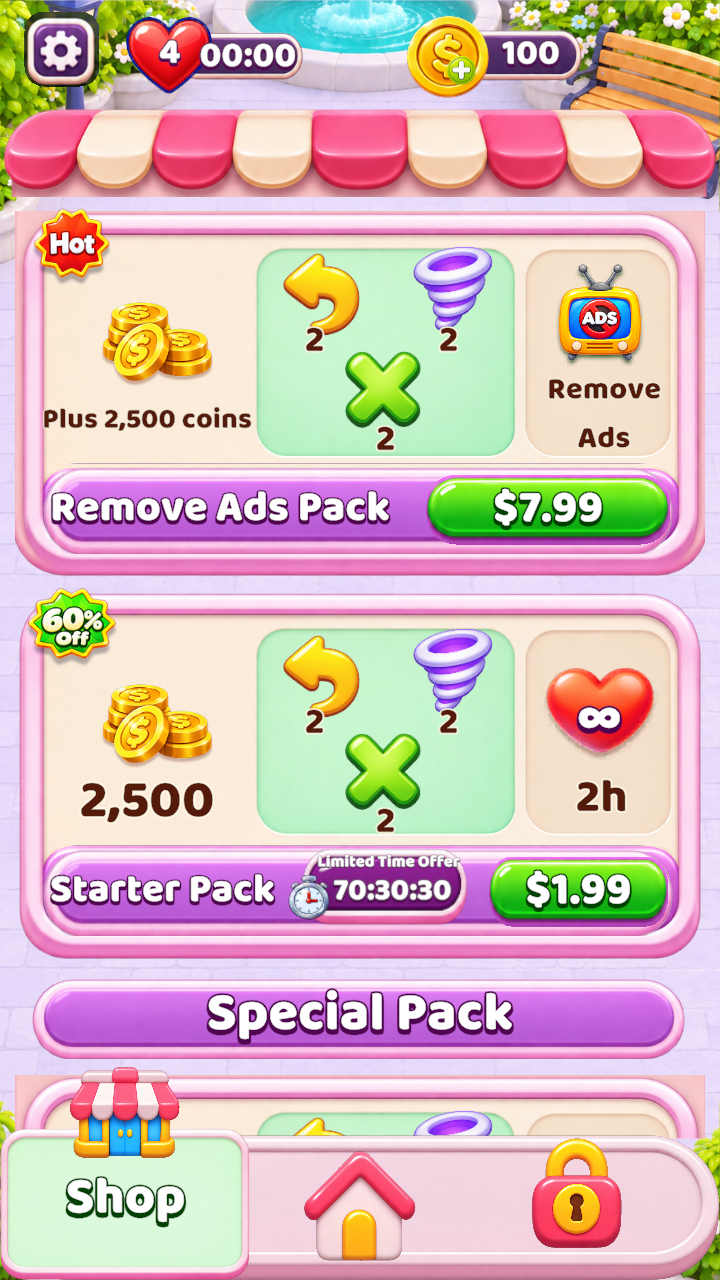 4
00:00
100
Hot
2
2
ADS
Plus 2,500 coins
2
Remove
Ads
Remove Ads Pack
$7.99
60%
Off
2
2
∞
2,500
2
2h
Limited Time Offer
Starter Pack
70:30:30
$1.99
Special Pack
Shop